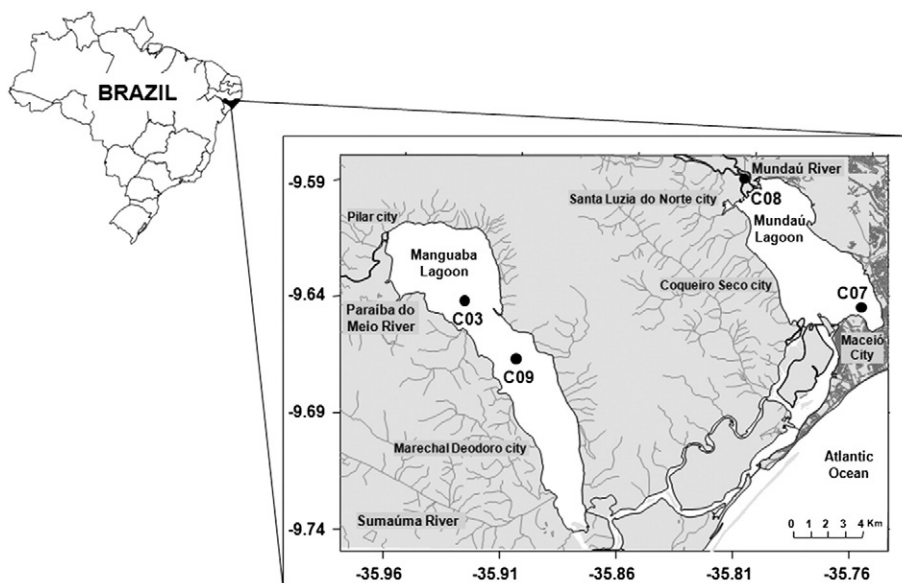 BRAZIL
-9.59
-9.64
-9.69
-9.74
Mundaú River
C08
Santa Luzia do Norte city
Mundaú
Lagoon
Pilar city
Manguaba
Lagoon
Coqueiro Seco city
C07
Paraíba do
Meio River
C03
Maceió
City
C09
Marechal Deodoro city
Atlantic
Ocean
Sumaúma River
0 1 2 3 4 Km
-35.96 -35.91 -35.86 -35.81 -35.76